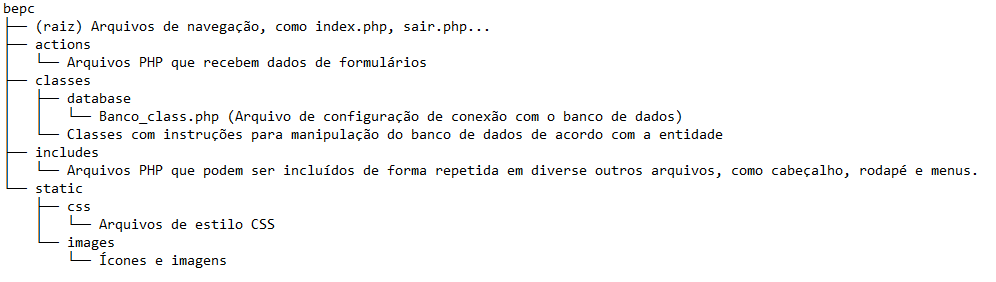 bepc
├── (raiz) Arquivos de navegação, como index.php, sair.php...
├── actions
│   └── Arquivos PHP que recebem dados de formulários
├── classes
│   ├── database
│   │   └── Banco_class.php (Arquivo de configuração de conexão com o banco de dados)
│   └── Classes com instruções para manipulação do banco de dados de acordo com a entidade
├── includes
│   └── Arquivos PHP que podem ser incluídos de forma repetida em diverse outros arquivos, como cabeçalho, rodapé e menus.
└── static
    ├── css
    │   └── Arquivos de estilo CSS
    └── images
        └── Ícones e imagens